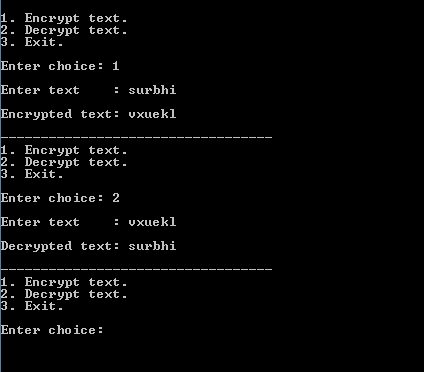 1. Encrypt text.
2. Decrypt text.
3. Exit.
Enter choice: 1
Enter text    : surbhi
Encrypted text: vxuekl
----------------------------------
1. Encrypt text.
2. Decrypt text.
3. Exit.
Enter choice: 2
Enter text    : vxuekl
Decrypted text: surbhi
----------------------------------
1. Encrypt text.
2. Decrypt text.
3. Exit.
Enter choice: